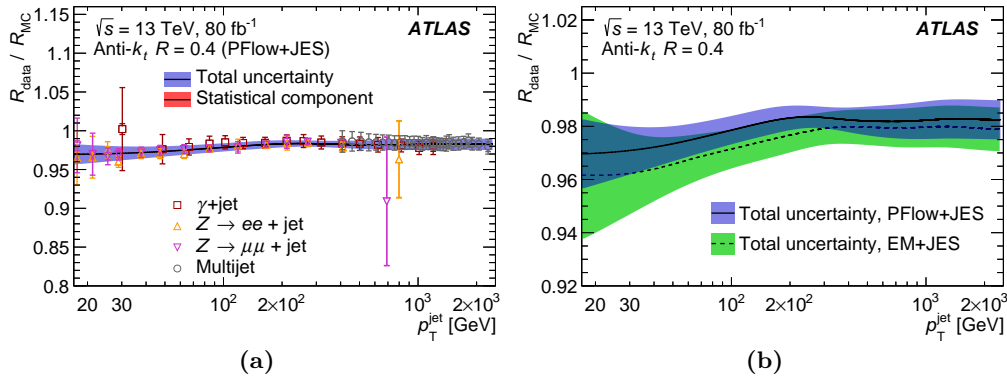 √s = 13 TeV, 80 fb⁻¹
ATLAS
Anti-kₜ R = 0.4 (PFlow+JES)
Total uncertainty
Statistical component
γ+jet
Z → ee + jet
Z → μμ + jet
Multijet
R_data / R_MC
1.15
1.1
1.05
1
0.95
0.9
0.85
0.8
20 30 10² 2×10² 10³ 2×10³
p_T^jet [GeV]
(a)
√s = 13 TeV, 80 fb⁻¹
ATLAS
Anti-kₜ R = 0.4
Total uncertainty, PFlow+JES
Total uncertainty, EM+JES
R_data / R_MC
1.02
1
0.98
0.96
0.94
0.92
20 30 10² 2×10² 10³ 2×10³
p_T^jet [GeV]
(b)